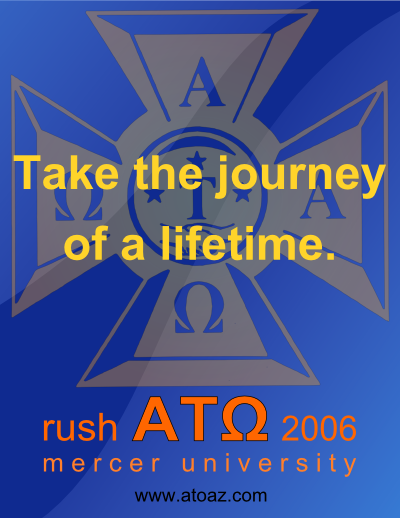 Α
Take the journey
Ω Τ Α
of a lifetime.
Ω
rush ΑΤΩ 2006
mercer university
www.atoaz.com